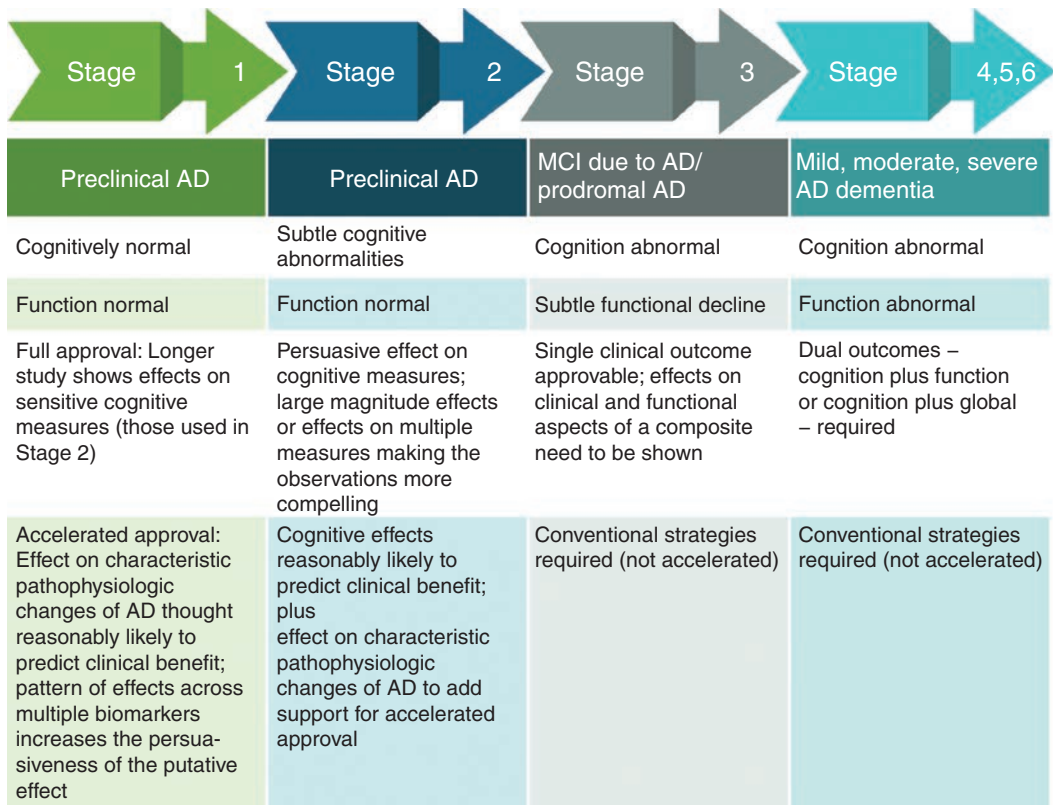 Stage 1
Stage 2
Stage 3
Stage 4,5,6
Preclinical AD
Preclinical AD
MCI due to AD/
prodromal AD
Mild, moderate, severe
AD dementia
Cognitively normal
Subtle cognitive
abnormalities
Cognition abnormal
Cognition abnormal
Function normal
Function normal
Subtle functional decline
Function abnormal
Full approval: Longer
study shows effects on
sensitive cognitive
measures (those used in
Stage 2)
Persuasive effect on
cognitive measures;
large magnitude effects
or effects on multiple
measures making the
observations more
compelling
Single clinical outcome
approvable; effects on
clinical and functional
aspects of a composite
need to be shown
Dual outcomes –
cognition plus function
or cognition plus global
– required
Accelerated approval:
Effect on characteristic
pathophysiologic
changes of AD thought
reasonably likely to
predict clinical benefit;
pattern of effects across
multiple biomarkers
increases the persua-
siveness of the putative
effect
Cognitive effects
reasonably likely to
predict clinical benefit;
plus
effect on characteristic
pathophysiologic
changes of AD to add
support for accelerated
approval
Conventional strategies
required (not accelerated)
Conventional strategies
required (not accelerated)